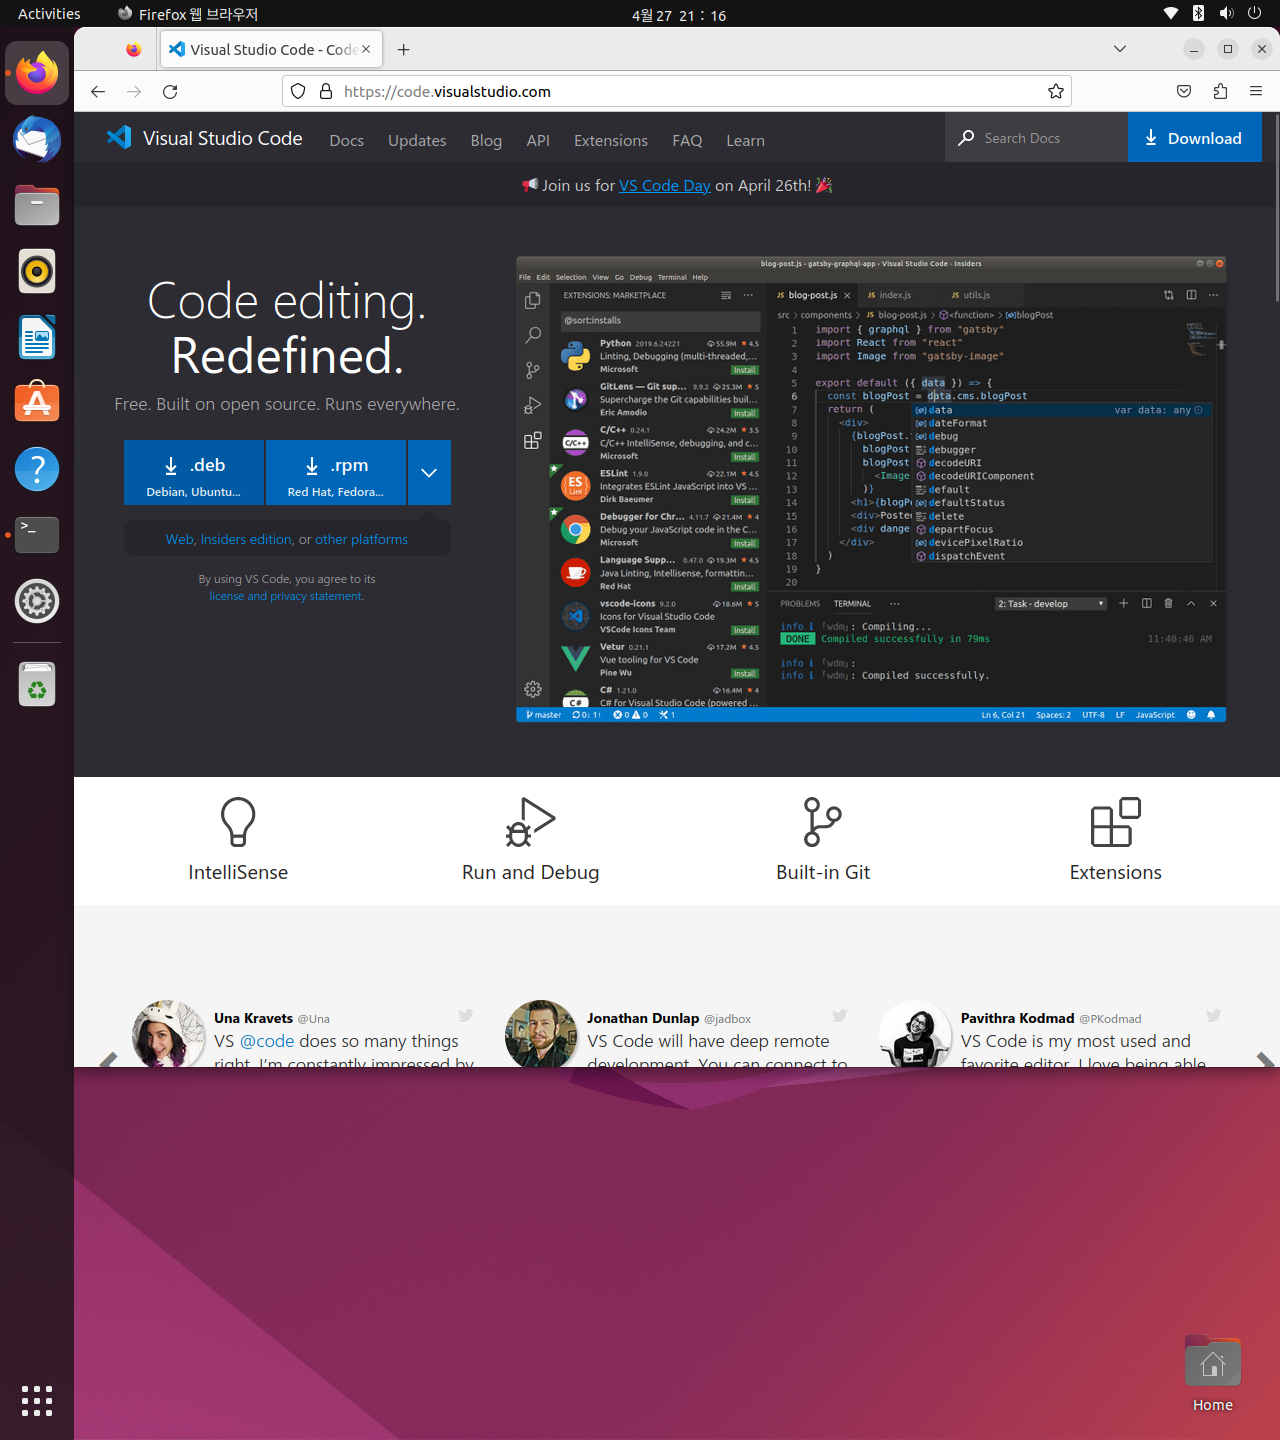 Activities
Firefox 웹 브라우저
4월 27 21 : 16
Visual Studio Code - Code
https://code.visualstudio.com
Visual Studio Code
Docs
Updates
Blog
API
Extensions
FAQ
Learn
Search Docs
Download
Join us for VS Code Day on April 26th!
Code editing.
Redefined.
Free. Built on open source. Runs everywhere.
.deb
Debian, Ubuntu...
.rpm
Red Hat, Fedora...
Web, Insiders edition, or other platforms
By using VS Code, you agree to its
license and privacy statement.
blog-post.js - gatsby-graphql-app - Visual Studio Code - Insiders
File Edit Selection View Go Debug Terminal Help
EXTENSIONS: MARKETPLACE
@sort:installs
Python 2019.6.24221 55.9M ★ 4.5
Linting, Debugging (multi-threaded,...
Microsoft Install
GitLens — Git sup... 9.9.2 25.3M ★ 5
Supercharge the Git capabilities buil...
Eric Amodio Install
C/C++ 0.24.1 24.2M ★ 3.5
C/C++ IntelliSense, debugging, and c...
Microsoft Install
ESLint 1.9.0 22.1M ★ 4.5
Integrates ESLint JavaScript into VS ...
Dirk Baeumer Install
Debugger for Chr... 4.11.7 21.4M ★ 4
Debug your JavaScript code in the C...
Microsoft Install
Language Supp... 0.47.0 19.3M ★ 4.5
Java Linting, Intellisense, formattin...
Red Hat Install
vscode-icons 9.2.0 18.6M ★ 5
Icons for Visual Studio Code
VSCode Icons Team Install
Vetur 0.21.1 17.2M ★ 4.5
Vue tooling for VS Code
Pine Wu Install
C# 1.21.0 16.4M ★ 4
C# for Visual Studio Code (powered ...
JS blog-post.js
JS index.js
JS utils.js
src > components > JS blog-post.js > <function> > blogPost
1 import { graphql } from "gatsby"
2 import React from "react"
3 import Image from "gatsby-image"
4
5 export default ({ data }) => {
6 const blogPost = data.cms.blogPost
7 return (
8 <div>
9 {blogPost.
10 blogPost
11 blogPost
12 <Image
13 )}
14 <h1>{blogP
15 <div>Poste
16 <div dange
17 </div>
18 )
19 }
20
data var data: any
dateFormat
debug
debugger
decodeURI
decodeURIComponent
default
defaultStatus
delete
departFocus
devicePixelRatio
dispatchEvent
PROBLEMS TERMINAL ... 2: Task - develop
info i ｢wdm｣: Compiling...
DONE Compiled successfully in 79ms 11:40:46 AM
info i ｢wdm｣:
info i ｢wdm｣: Compiled successfully.
master 0↓ 1↑ 0 0 1 Ln 6, Col 21 Spaces: 2 UTF-8 LF JavaScript
IntelliSense
Run and Debug
Built-in Git
Extensions
Una Kravets @Una
VS @code does so many things
right. I'm constantly impressed by
Jonathan Dunlap @jadbox
VS Code will have deep remote
development. You can connect to
Pavithra Kodmad @PKodmad
VS Code is my most used and
favorite editor. I love being able
Home